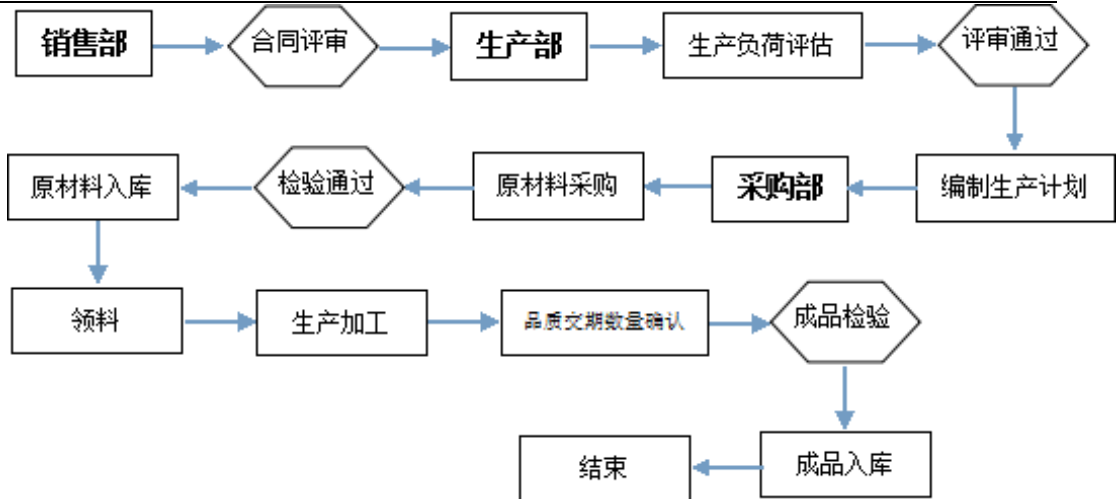 销售部
合同评审
生产部
生产负荷评估
评审通过
编制生产计划
采购部
原材料采购
检验通过
原材料入库
领料
生产加工
品质交期数量确认
成品检验
成品入库
结束